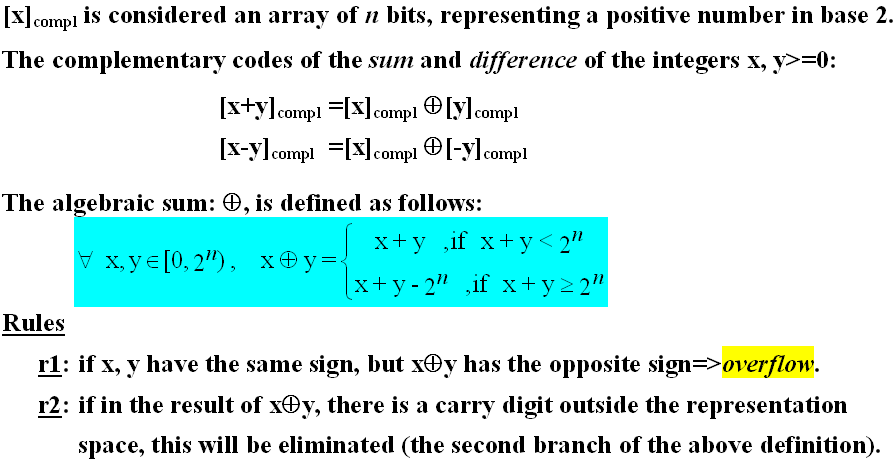 [x]compl is considered an array of n bits, representing a positive number in base 2.
The complementary codes of the sum and difference of the integers x, y>=0:
[x+y]compl =[x]compl ⊕[y]compl
[x-y]compl =[x]compl ⊕[-y]compl
The algebraic sum: ⊕, is defined as follows:
∀ x,y∈[0,2ⁿ), x⊕y={ x+y ,if x+y<2ⁿ
x+y-2ⁿ ,if x+y≥2ⁿ
Rules
r1: if x, y have the same sign, but x⊕y has the opposite sign=>overflow.
r2: if in the result of x⊕y, there is a carry digit outside the representation
space, this will be eliminated (the second branch of the above definition).